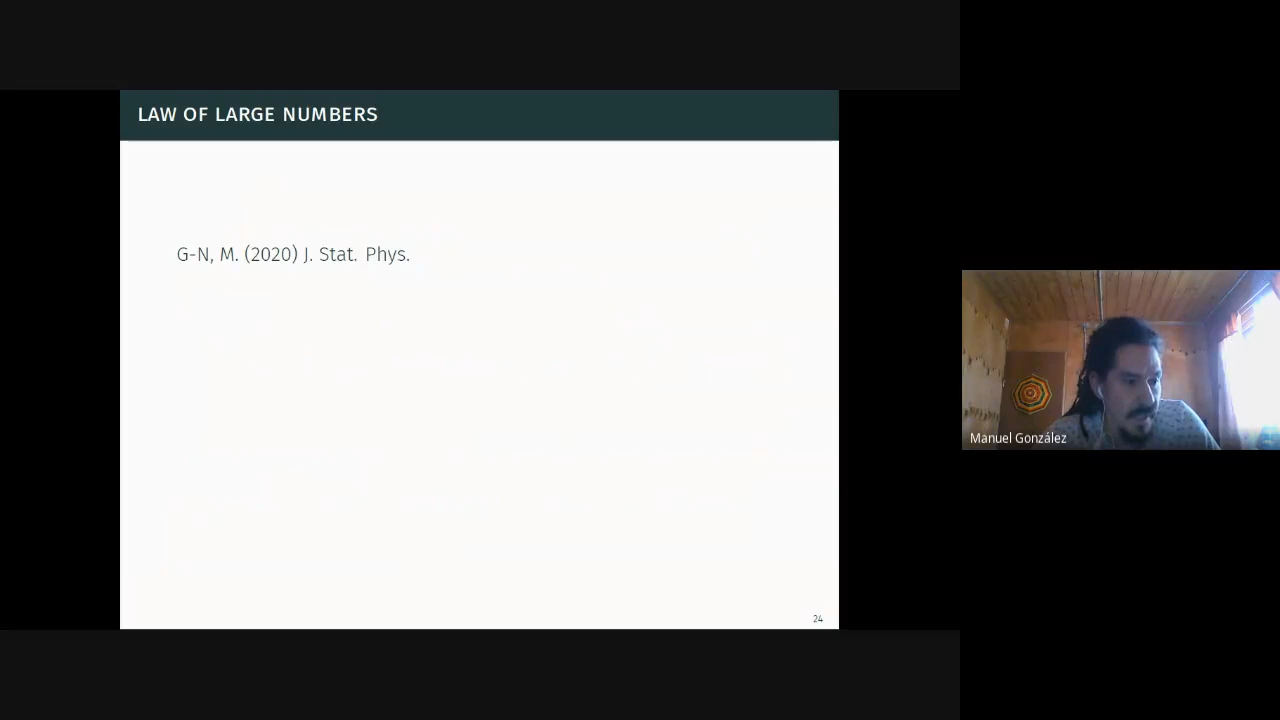 LAW OF LARGE NUMBERS
G-N, M. (2020) J. Stat. Phys.
24
Manuel González